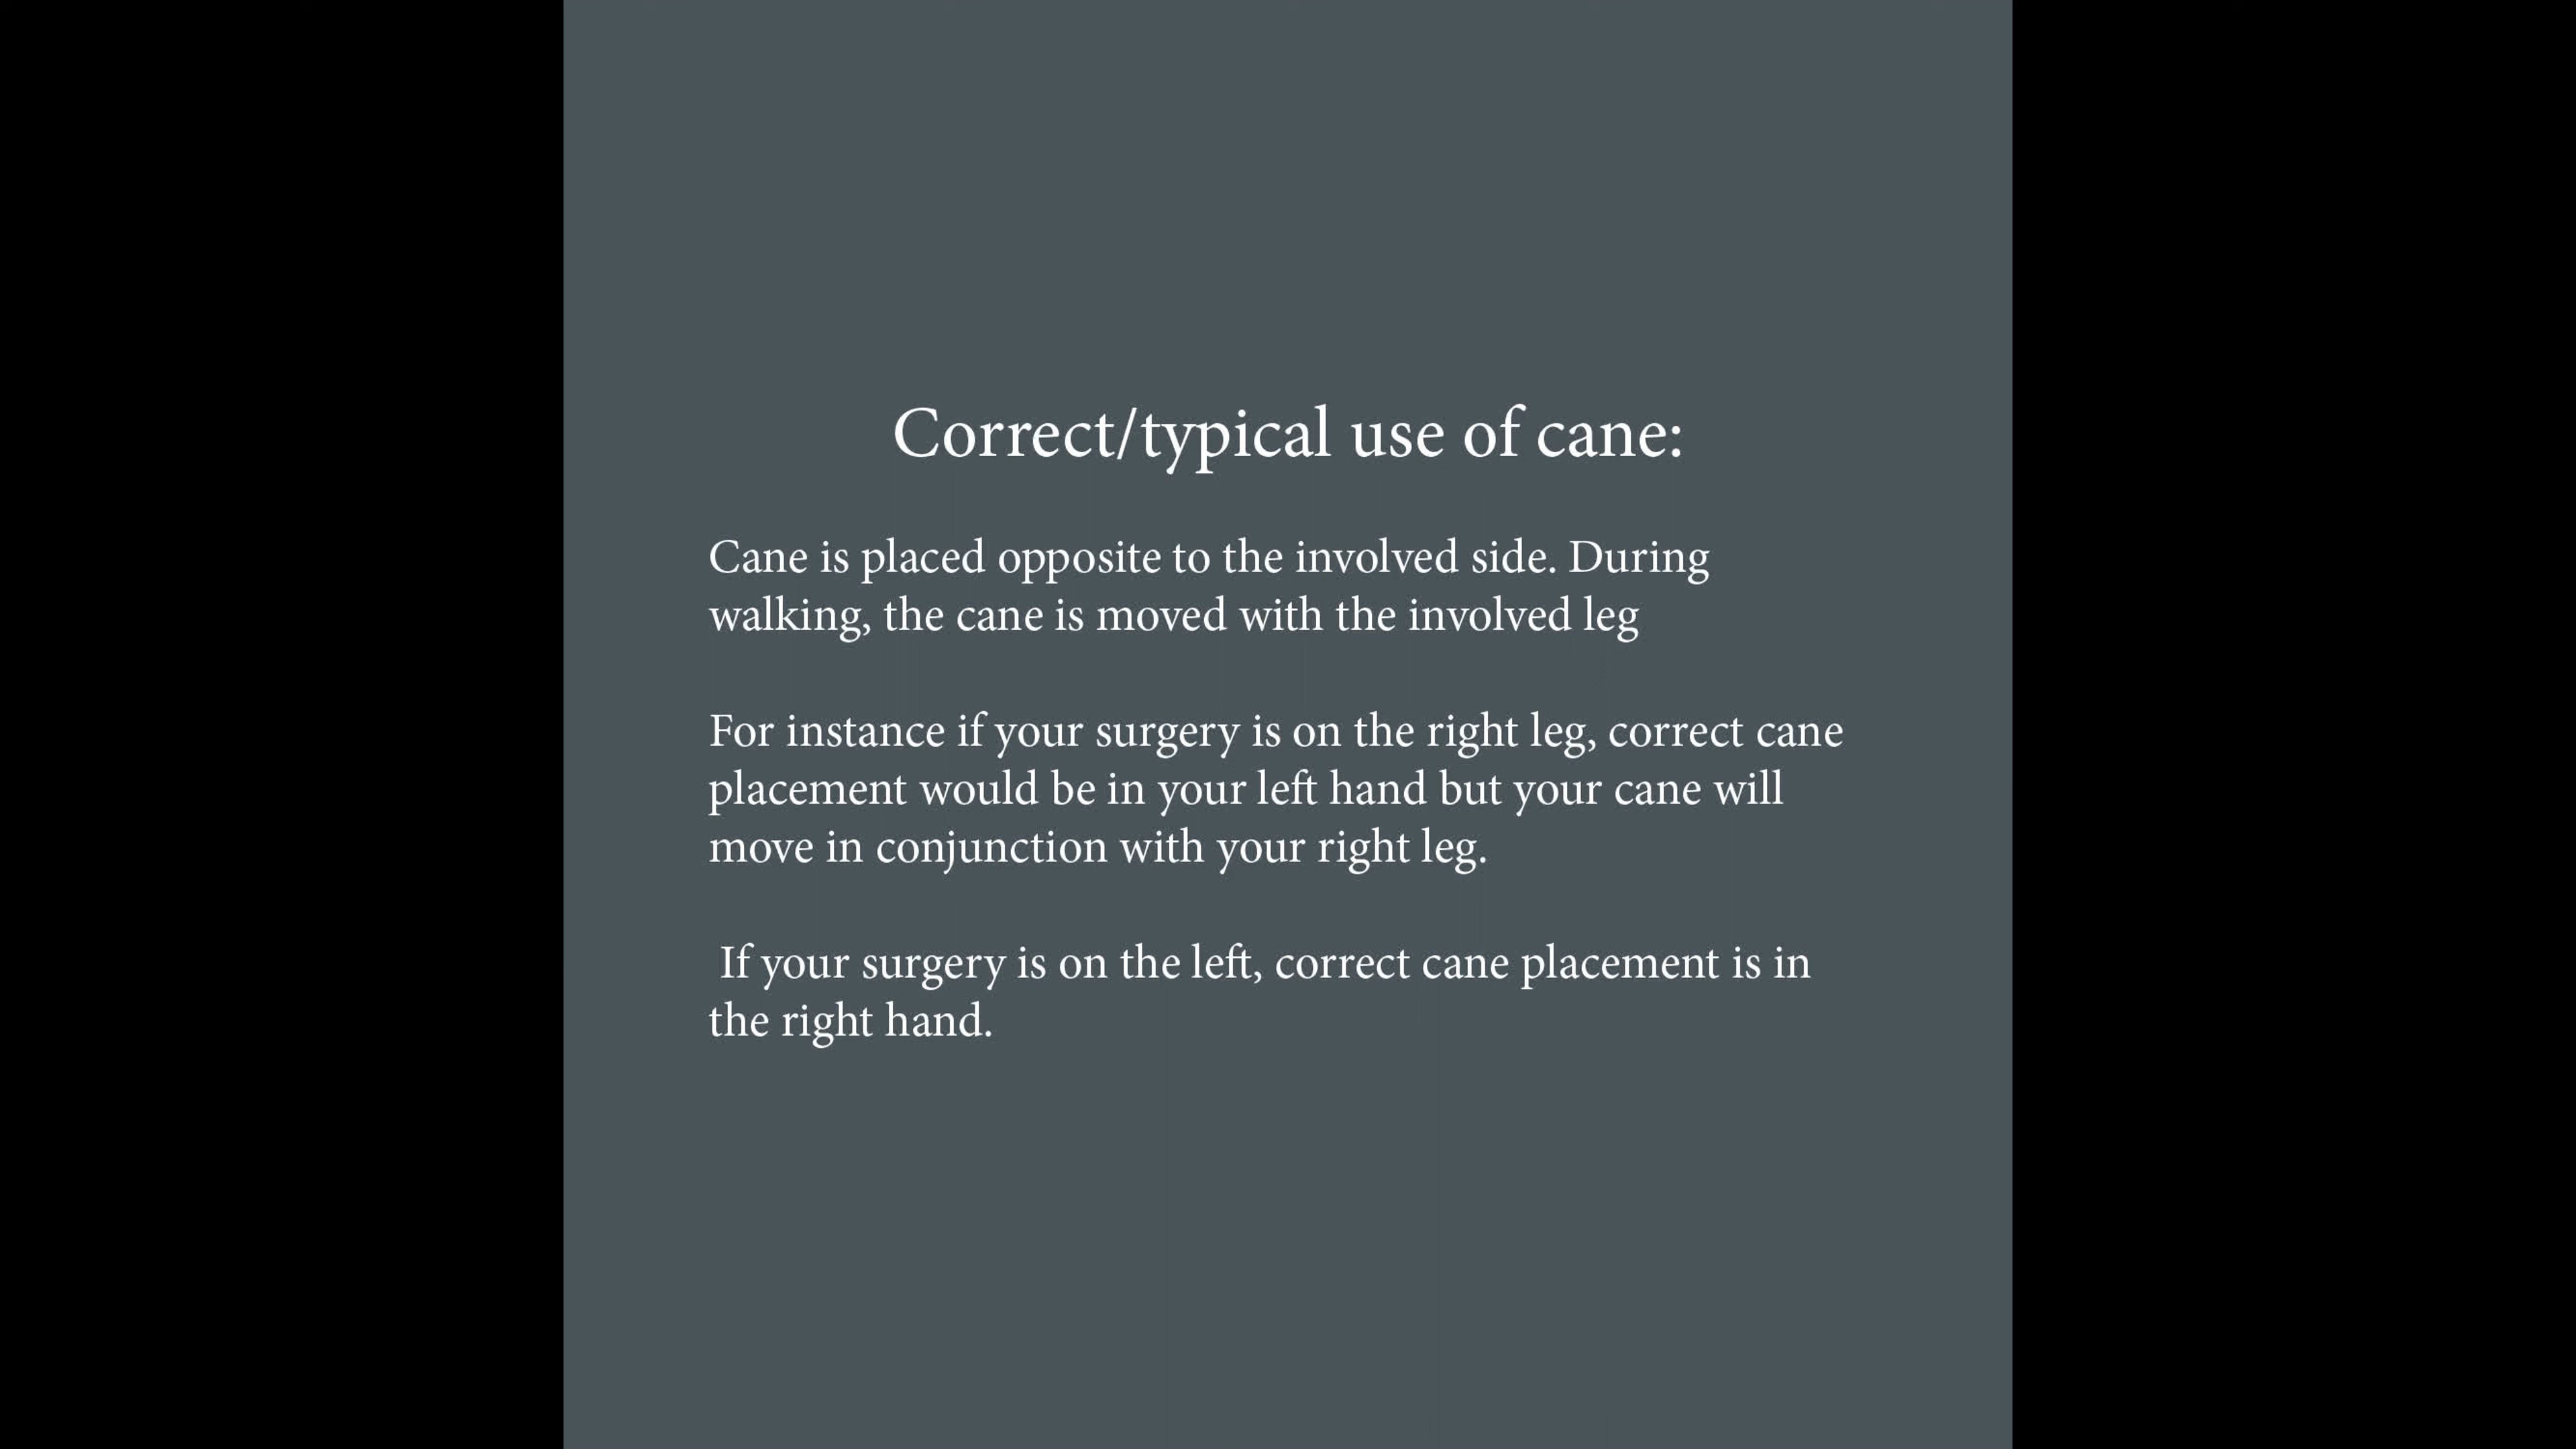 Correct/typical use of cane:
Cane is placed opposite to the involved side. During
walking, the cane is moved with the involved leg
For instance if your surgery is on the right leg, correct cane
placement would be in your left hand but your cane will
move in conjunction with your right leg.
If your surgery is on the left, correct cane placement is in
the right hand.